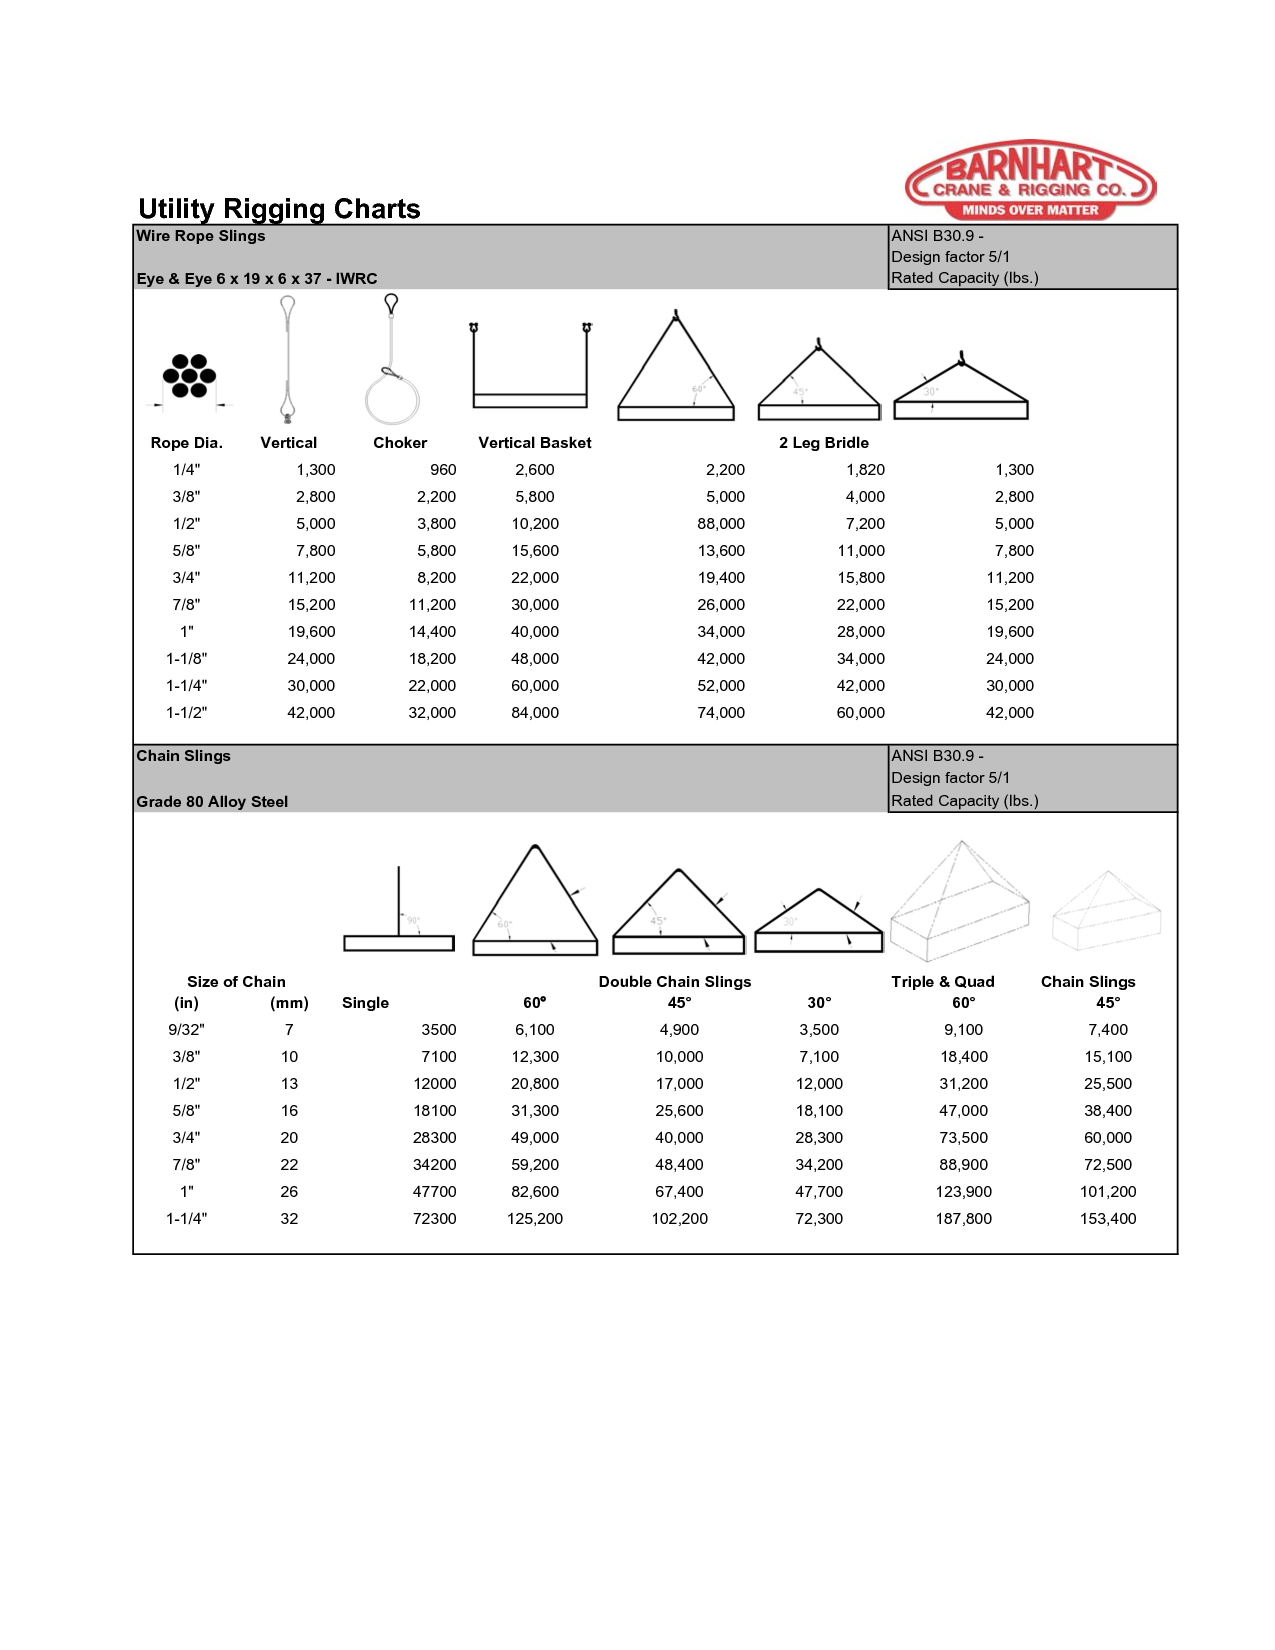 BARNHART
CRANE & RIGGING CO.
MINDS OVER MATTER
Utility Rigging Charts
Wire Rope Slings
ANSI B30.9 -
Design factor 5/1
Eye & Eye 6 x 19 x 6 x 37 - IWRC
Rated Capacity (lbs.)
60° 45° 30°
Rope Dia. Vertical Choker Vertical Basket 2 Leg Bridle
1/4" 1,300 960 2,600 2,200 1,820 1,300
3/8" 2,800 2,200 5,800 5,000 4,000 2,800
1/2" 5,000 3,800 10,200 88,000 7,200 5,000
5/8" 7,800 5,800 15,600 13,600 11,000 7,800
3/4" 11,200 8,200 22,000 19,400 15,800 11,200
7/8" 15,200 11,200 30,000 26,000 22,000 15,200
1" 19,600 14,400 40,000 34,000 28,000 19,600
1-1/8" 24,000 18,200 48,000 42,000 34,000 24,000
1-1/4" 30,000 22,000 60,000 52,000 42,000 30,000
1-1/2" 42,000 32,000 84,000 74,000 60,000 42,000
Chain Slings
ANSI B30.9 -
Design factor 5/1
Grade 80 Alloy Steel
Rated Capacity (lbs.)
90° 60° 45° 30°
Size of Chain Double Chain Slings Triple & Quad Chain Slings
(in) (mm) Single 60° 45° 30° 60° 45°
9/32" 7 3500 6,100 4,900 3,500 9,100 7,400
3/8" 10 7100 12,300 10,000 7,100 18,400 15,100
1/2" 13 12000 20,800 17,000 12,000 31,200 25,500
5/8" 16 18100 31,300 25,600 18,100 47,000 38,400
3/4" 20 28300 49,000 40,000 28,300 73,500 60,000
7/8" 22 34200 59,200 48,400 34,200 88,900 72,500
1" 26 47700 82,600 67,400 47,700 123,900 101,200
1-1/4" 32 72300 125,200 102,200 72,300 187,800 153,400